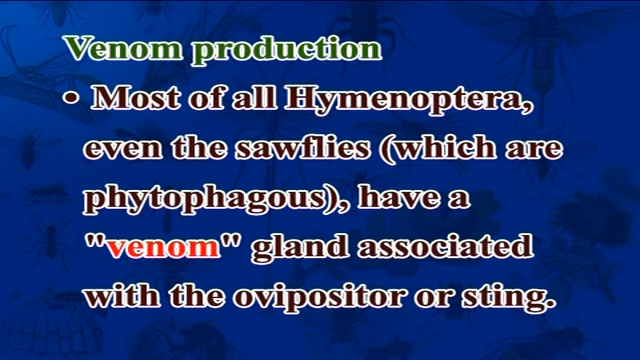 Venom production
• Most of all Hymenoptera,
even the sawflies (which are
phytophagous), have a
"venom" gland associated
with the ovipositor or sting.